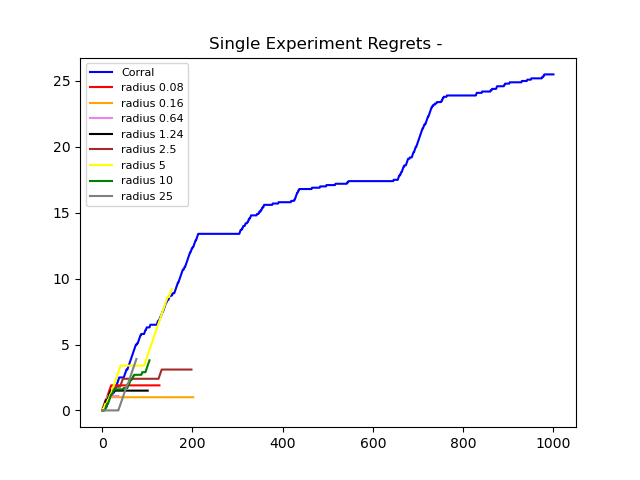 Single Experiment Regrets -
Corral
radius 0.08
radius 0.16
radius 0.64
radius 1.24
radius 2.5
radius 5
radius 10
radius 25
25
20
15
10
5
0
0 200 400 600 800 1000